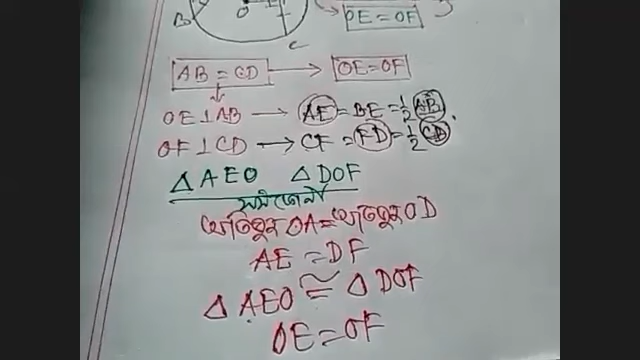 B
O
C
OE = OF
AB = CD → OE = OF
OE ⊥ AB → AE = BE = 1/2 AB.
OF ⊥ CD → CF = FD = 1/2 CD
△ AEO △ DOF
সমকোণী
অতিভুজ OA = অতিভুজ OD
AE = DF
△ AEO ≅ △ DOF
OE = OF